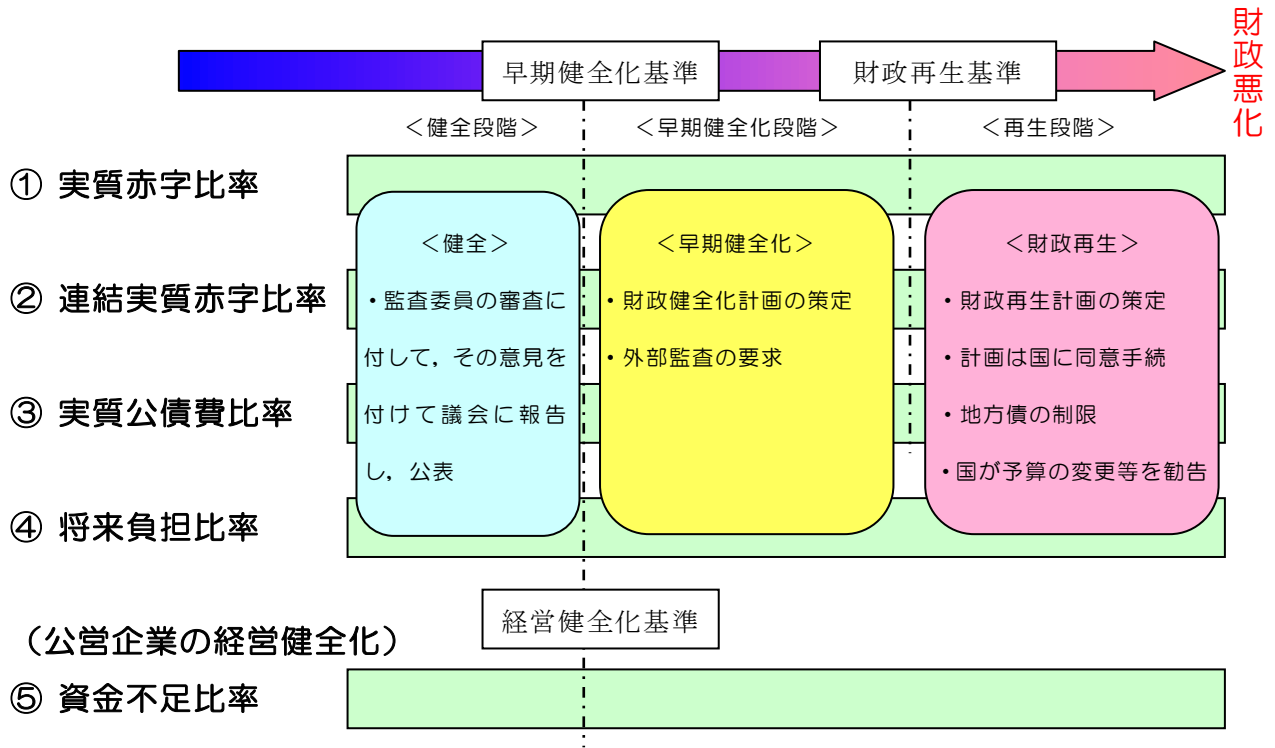 財政悪化
早期健全化基準
財政再生基準
＜健全段階＞
＜早期健全化段階＞
＜再生段階＞
① 実質赤字比率
② 連結実質赤字比率
③ 実質公債費比率
④ 将来負担比率
＜健全＞
・監査委員の審査に
付して，その意見を
付けて議会に報告
し，公表
＜早期健全化＞
・財政健全化計画の策定
・外部監査の要求
＜財政再生＞
・財政再生計画の策定
・計画は国に同意手続
・地方債の制限
・国が予算の変更等を勧告
経営健全化基準
（公営企業の経営健全化）
⑤ 資金不足比率